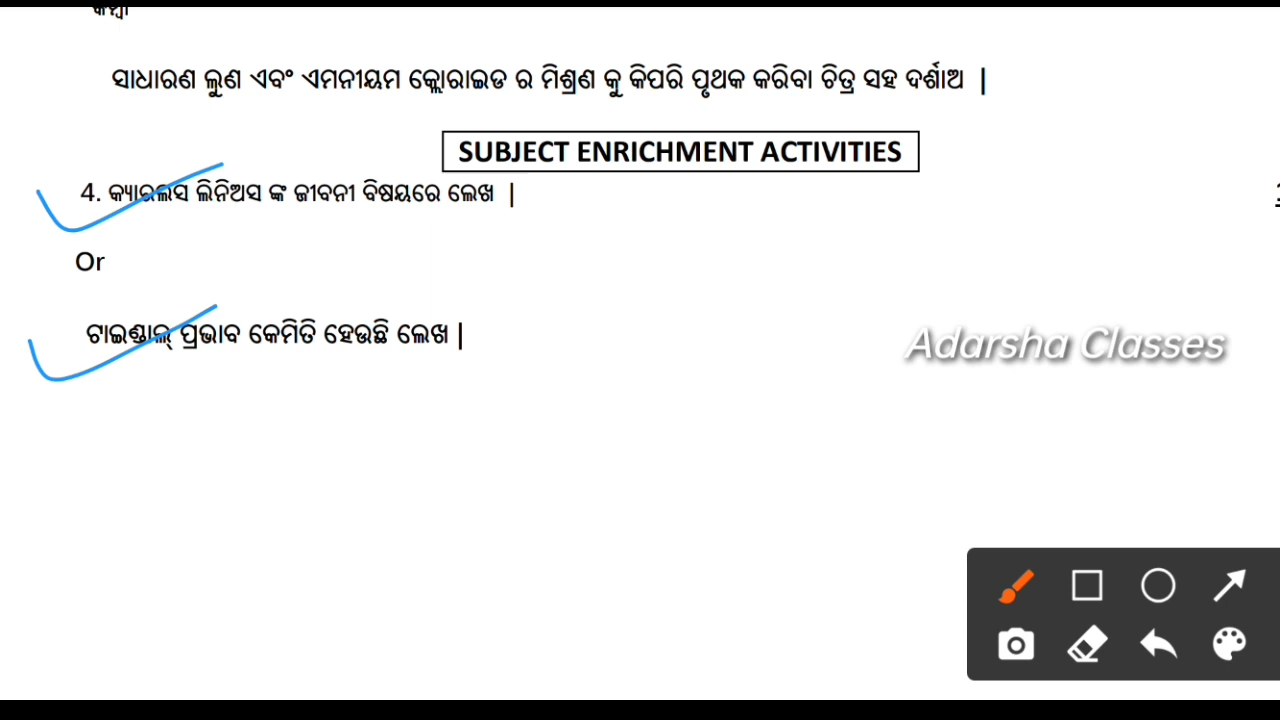 କିମ୍ବା
ସାଧାରଣ ଲୁଣ ଏବଂ ଏମନୀୟମ କ୍ଲୋରାଇଡ ର ମିଶ୍ରଣ କୁ କିପରି ପୃଥକ କରିବା ଚିତ୍ର ସହ ଦର୍ଶାଅ |
SUBJECT ENRICHMENT ACTIVITIES
4. କ୍ୟାରଲସ ଲିନିଅସ ଙ୍କ ଜୀବନୀ ବିଷୟରେ ଲେଖ |
Or
ଟାଇଣ୍ଡାଲ୍ ପ୍ରଭାବ କେମିତି ହେଉଛି ଲେଖ |
Adarsha Classes